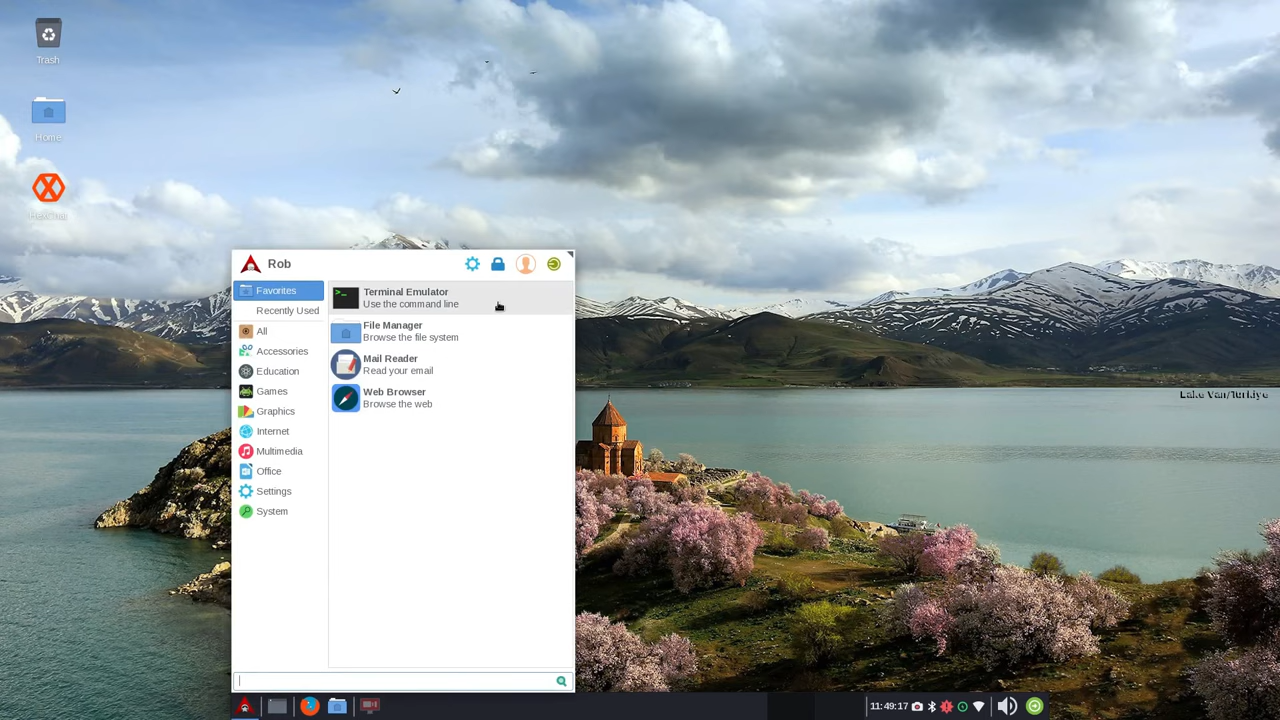 Trash
Home
HexChat
Rob
Favorites
Recently Used
All
Accessories
Education
Games
Graphics
Internet
Multimedia
Office
Settings
System
Terminal Emulator
Use the command line
File Manager
Browse the file system
Mail Reader
Read your email
Web Browser
Browse the web
Lake Van/Türkiye
11:49:17